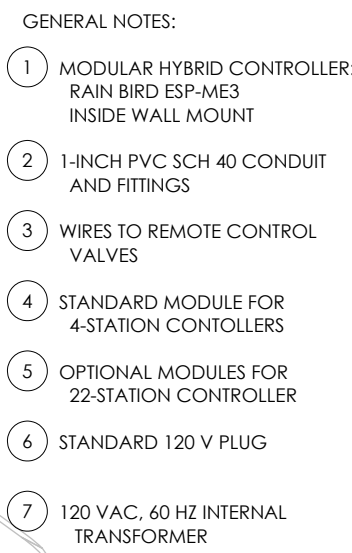 GENERAL NOTES:
1 MODULAR HYBRID CONTROLLER:
RAIN BIRD ESP-ME3
INSIDE WALL MOUNT
2 1-INCH PVC SCH 40 CONDUIT
AND FITTINGS
3 WIRES TO REMOTE CONTROL
VALVES
4 STANDARD MODULE FOR
4-STATION CONTOLLERS
5 OPTIONAL MODULES FOR
22-STATION CONTROLLER
6 STANDARD 120 V PLUG
7 120 VAC, 60 HZ INTERNAL
TRANSFORMER